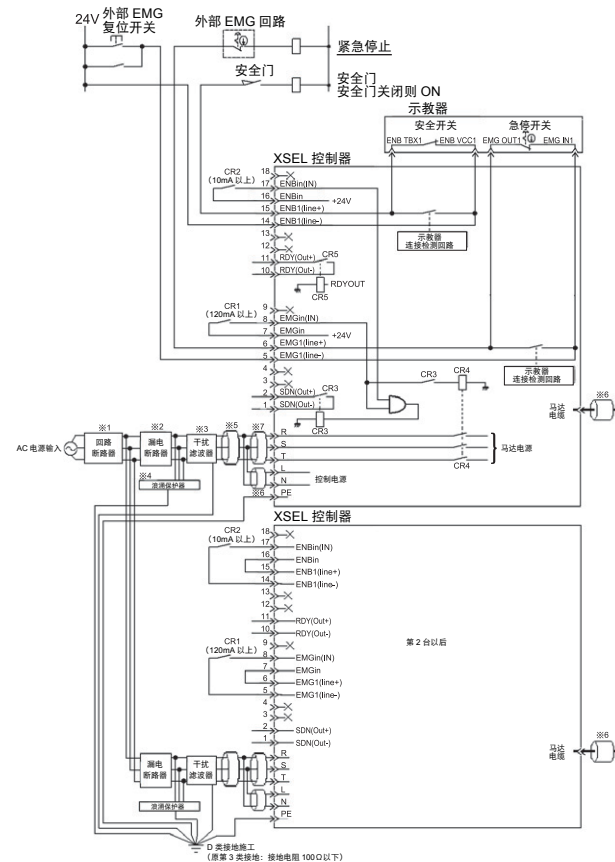 24V 外部 EMG
复位开关
外部 EMG 回路
紧急停止
安全门
安全门
安全门关闭则 ON
示教器
安全开关
急停开关
ENB TBX1
ENB VCC1
EMG OUT1
EMG IN1
XSEL 控制器
CR2
(10mA 以上)
18
17 ENBin(IN)
16 ENBin
+24V
15 ENB1(line+)
14 ENB1(line-)
13
12
示教器
连接检测回路
11 RDY(Out+) CR5
10 RDY(Out-)
RDYOUT
CR5
CR1
(120mA 以上)
9
8 EMGin(IN)
7 EMGin
+24V
6 EMG1(line+)
5 EMG1(line-)
4
3
示教器
连接检测回路
2 SDN(Out+) CR3
1 SDN(Out-)
CR3
CR3
CR4
※6
马达
电缆
AC 电源输入
※1
回路
断路器
※2
漏电
断路器
※3
干扰
滤波器
※5
※7
R
S
T
CR4
马达电源
※4
浪涌保护器
L
N
控制电源
※6
PE
XSEL 控制器
CR2
(10mA 以上)
18
17 ENBin(IN)
16 ENBin
15 ENB1(line+)
14 ENB1(line-)
13
12
11 RDY(Out+)
10 RDY(Out-)
第 2 台以后
CR1
(120mA 以上)
9
8 EMGin(IN)
7 EMGin
6 EMG1(line+)
5 EMG1(line-)
4
3
2 SDN(Out+)
1 SDN(Out-)
※6
马达
电缆
漏电
断路器
干扰
滤波器
R
S
T
浪涌保护器
L
N
PE
D 类接地施工
(原第 3 类接地：接地电阻 100Ω以下)